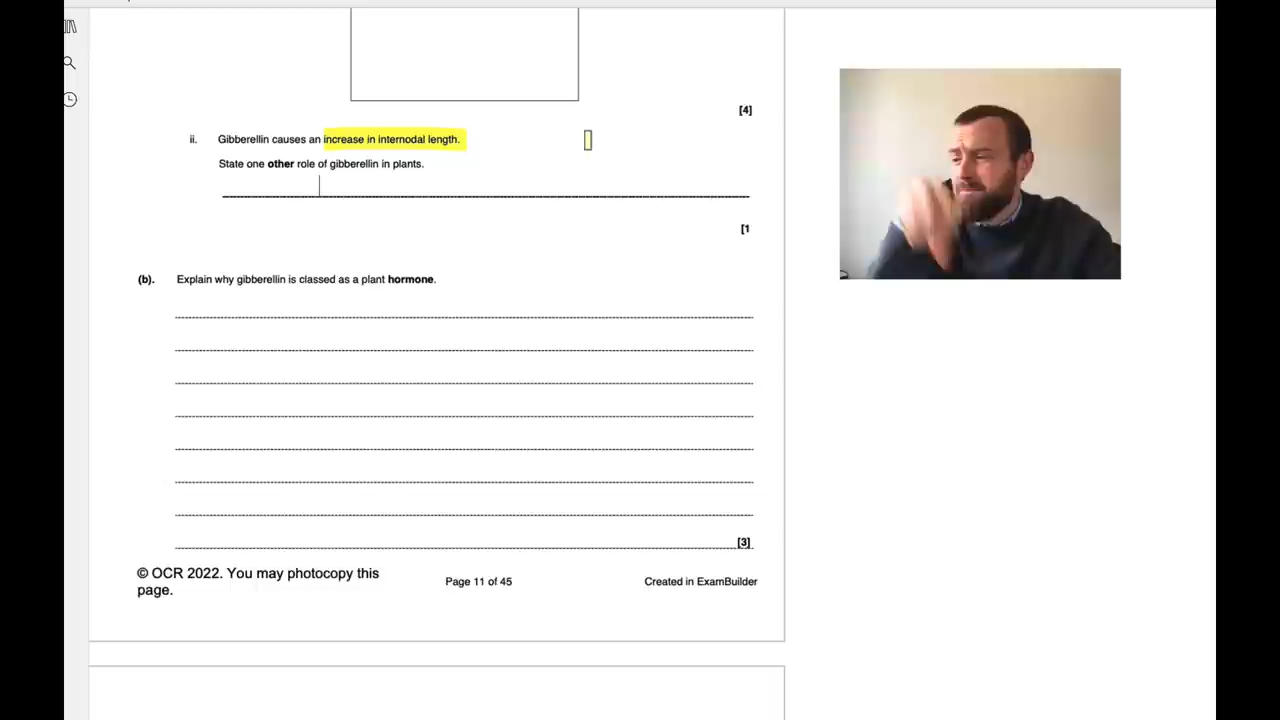 [4]
ii. Gibberellin causes an increase in internodal length.
State one other role of gibberellin in plants.
[1
(b). Explain why gibberellin is classed as a plant hormone.
[3]
© OCR 2022. You may photocopy this
page.
Page 11 of 45
Created in ExamBuilder